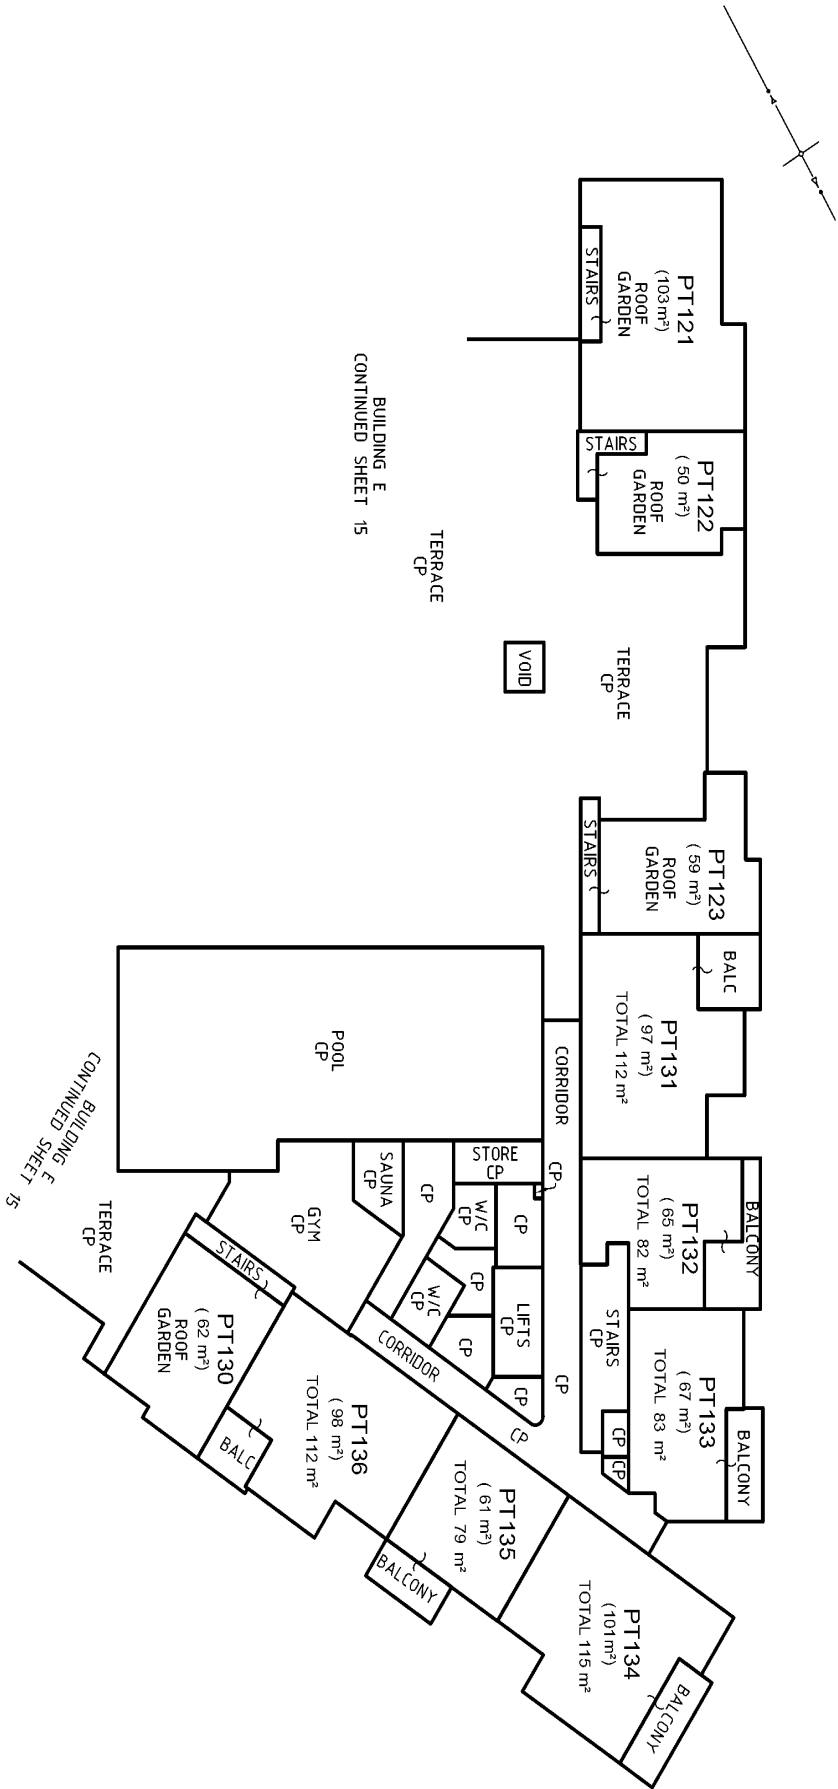 PT121
(103 m²)
ROOF
GARDEN
STAIRS
BUILDING E
CONTINUED SHEET 15
PT122
( 50 m²)
ROOF
GARDEN
STAIRS
TERRACE
CP
VOID
TERRACE
CP
PT123
( 59 m²)
ROOF
GARDEN
STAIRS
BALC
PT131
( 97 m²)
TOTAL 112 m²
POOL
CP
CORRIDOR
CP
BUILDING E
CONTINUED SHEET 15
TERRACE
CP
STORE
CP
SAUNA
CP
CP
W/C
CP
CP
GYM
CP
BALCONY
PT132
( 65 m²)
TOTAL 82 m²
STAIRS
CP
LIFTS
CP
CP
W/C
CP
CP
CP
CP
CORRIDOR
CP
STAIRS
PT130
( 62 m²)
ROOF
GARDEN
BALC
PT136
( 98 m²)
TOTAL 112 m²
PT133
( 67 m²)
TOTAL 83 m²
BALCONY
CP
CP
PT135
( 61 m²)
TOTAL 79 m²
BALCONY
PT134
(101m²)
TOTAL 115 m²
BALCONY